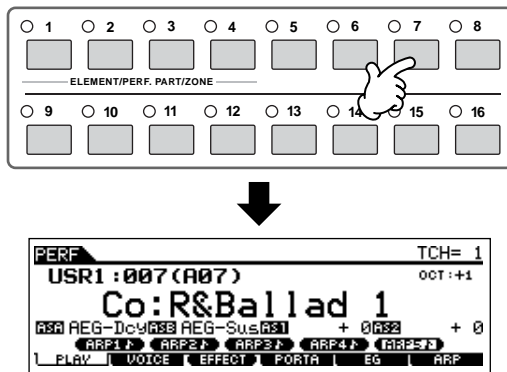 1 2 3 4 5 6 7 8
ELEMENT/PERF. PART/ZONE
9 10 11 12 13 14 15 16
PERF TCH= 1
USR1:007(A07) OCT:+1
Co:R&Ballad 1
ASA AEG-Dcy ASB AEG-Sus AS1 + 0 AS2 + 0
ARP1♪ ARP2♪ ARP3♪ ARP4♪ ARP5♪
PLAY VOICE EFFECT PORTA EG ARP